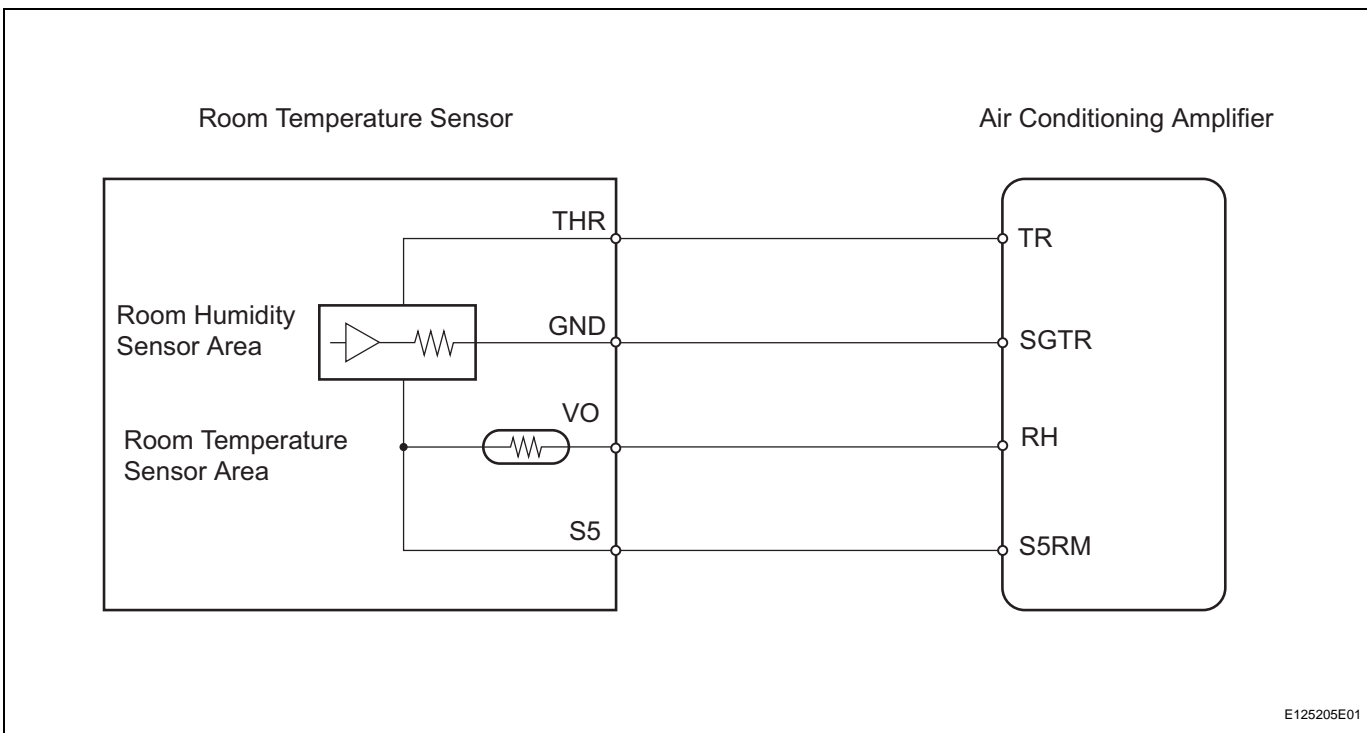 Room Temperature Sensor
Air Conditioning Amplifier
THR
TR
Room Humidity
Sensor Area
GND
SGTR
VO
RH
Room Temperature
Sensor Area
S5
S5RM
E125205E01